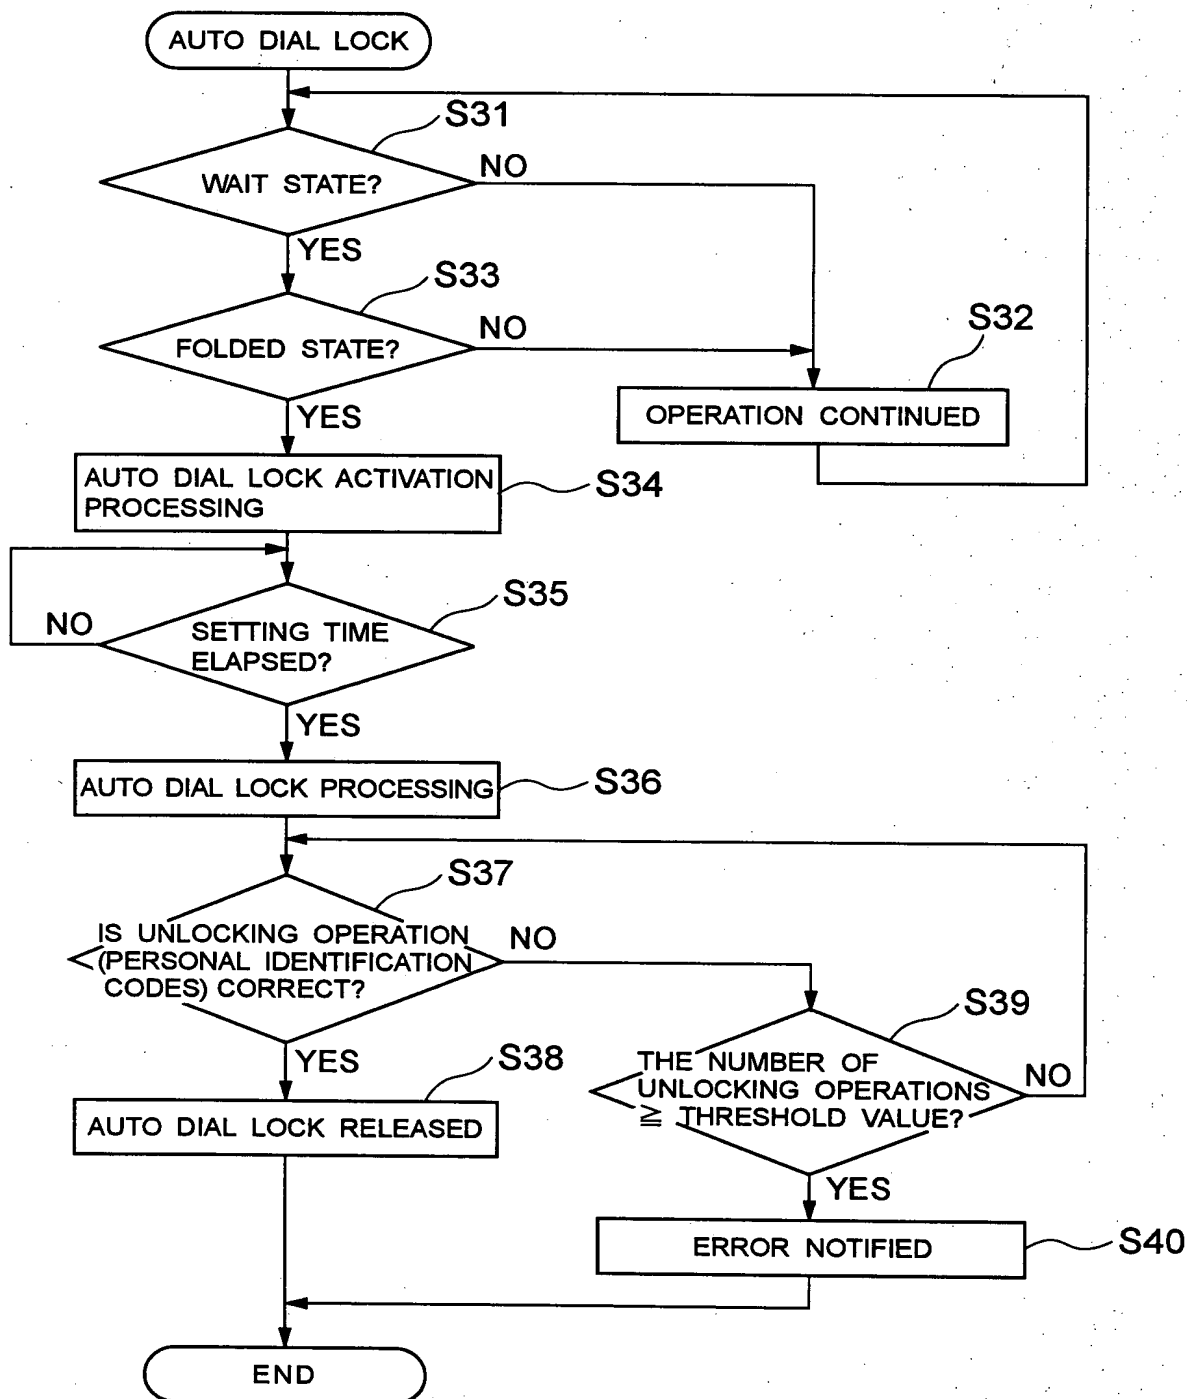 AUTO DIAL LOCK
S31
WAIT STATE?
NO
YES
S33
FOLDED STATE?
NO
S32
OPERATION CONTINUED
YES
AUTO DIAL LOCK ACTIVATION
PROCESSING
S34
S35
NO
SETTING TIME
ELAPSED?
YES
AUTO DIAL LOCK PROCESSING
S36
S37
IS UNLOCKING OPERATION
(PERSONAL IDENTIFICATION
CODES) CORRECT?
NO
S39
THE NUMBER OF
UNLOCKING OPERATIONS
≧ THRESHOLD VALUE?
NO
YES
S38
AUTO DIAL LOCK RELEASED
YES
ERROR NOTIFIED
S40
END